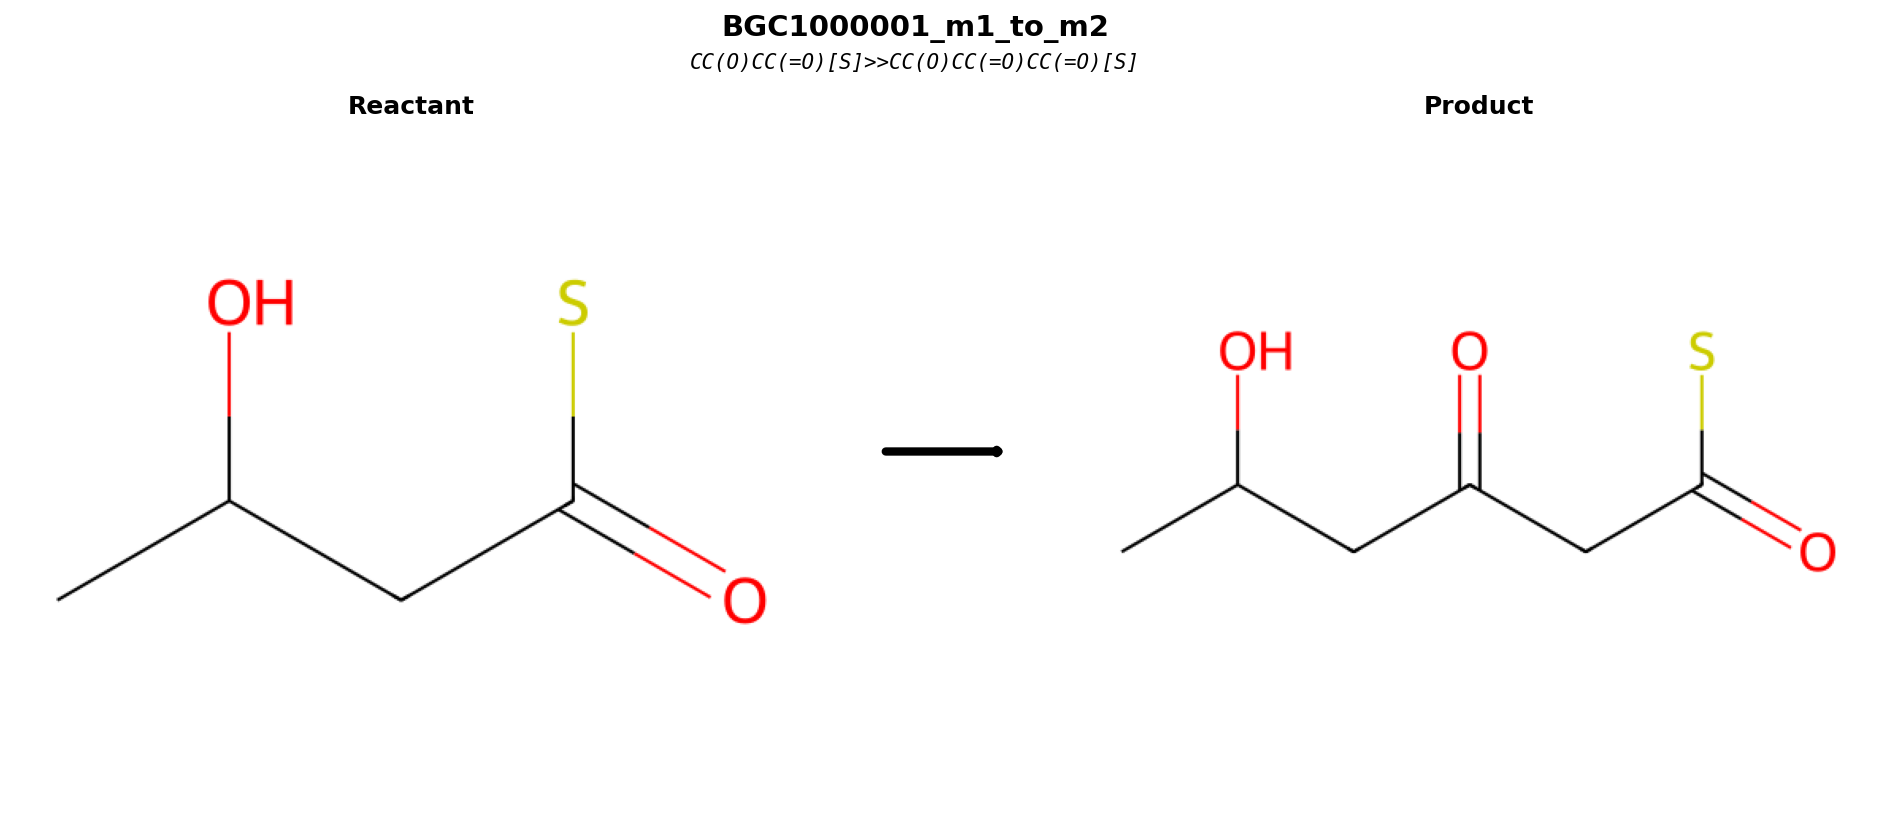 BGC1000001_m1_to_m2
CC(O)CC(=O)[S]>>CC(O)CC(=O)CC(=O)[S]
Reactant
Product
OH
S
O
OH
O
S
O